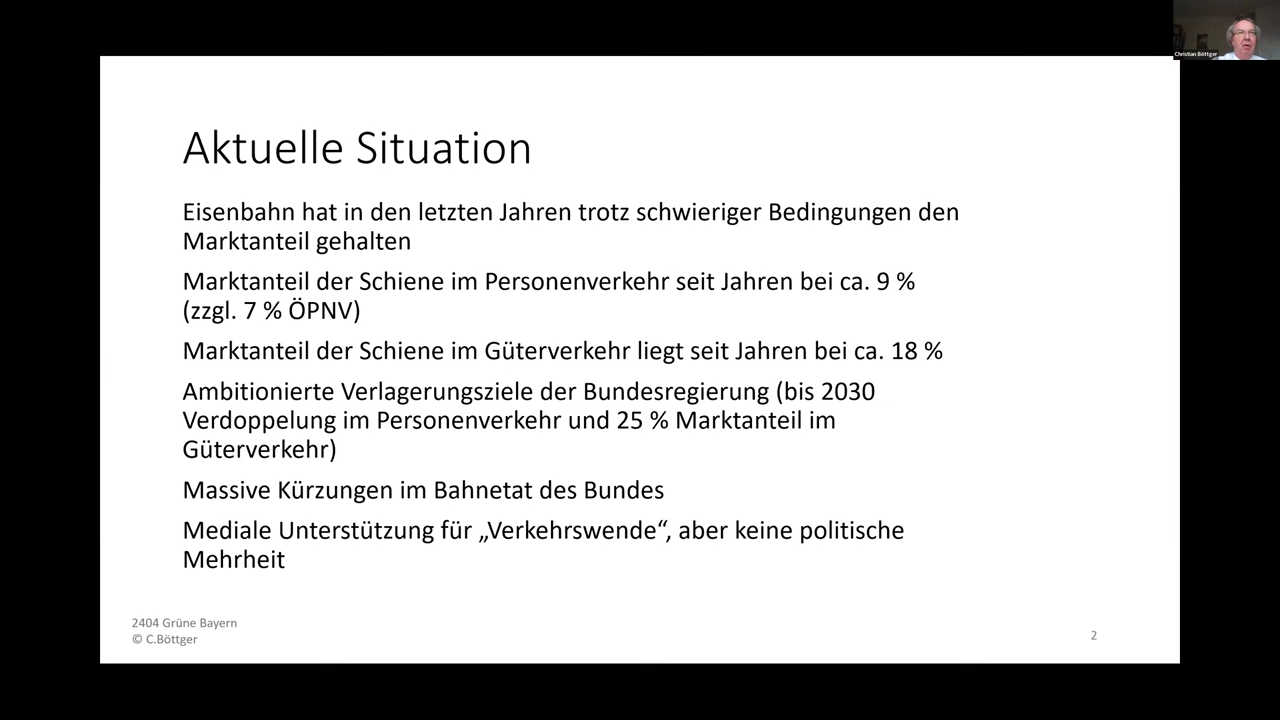 Christian Böttger
Aktuelle Situation
Eisenbahn hat in den letzten Jahren trotz schwieriger Bedingungen den
Marktanteil gehalten
Marktanteil der Schiene im Personenverkehr seit Jahren bei ca. 9 %
(zzgl. 7 % ÖPNV)
Marktanteil der Schiene im Güterverkehr liegt seit Jahren bei ca. 18 %
Ambitionierte Verlagerungsziele der Bundesregierung (bis 2030
Verdoppelung im Personenverkehr und 25 % Marktanteil im
Güterverkehr)
Massive Kürzungen im Bahnetat des Bundes
Mediale Unterstützung für „Verkehrswende“, aber keine politische
Mehrheit
2404 Grüne Bayern
© C.Böttger
2